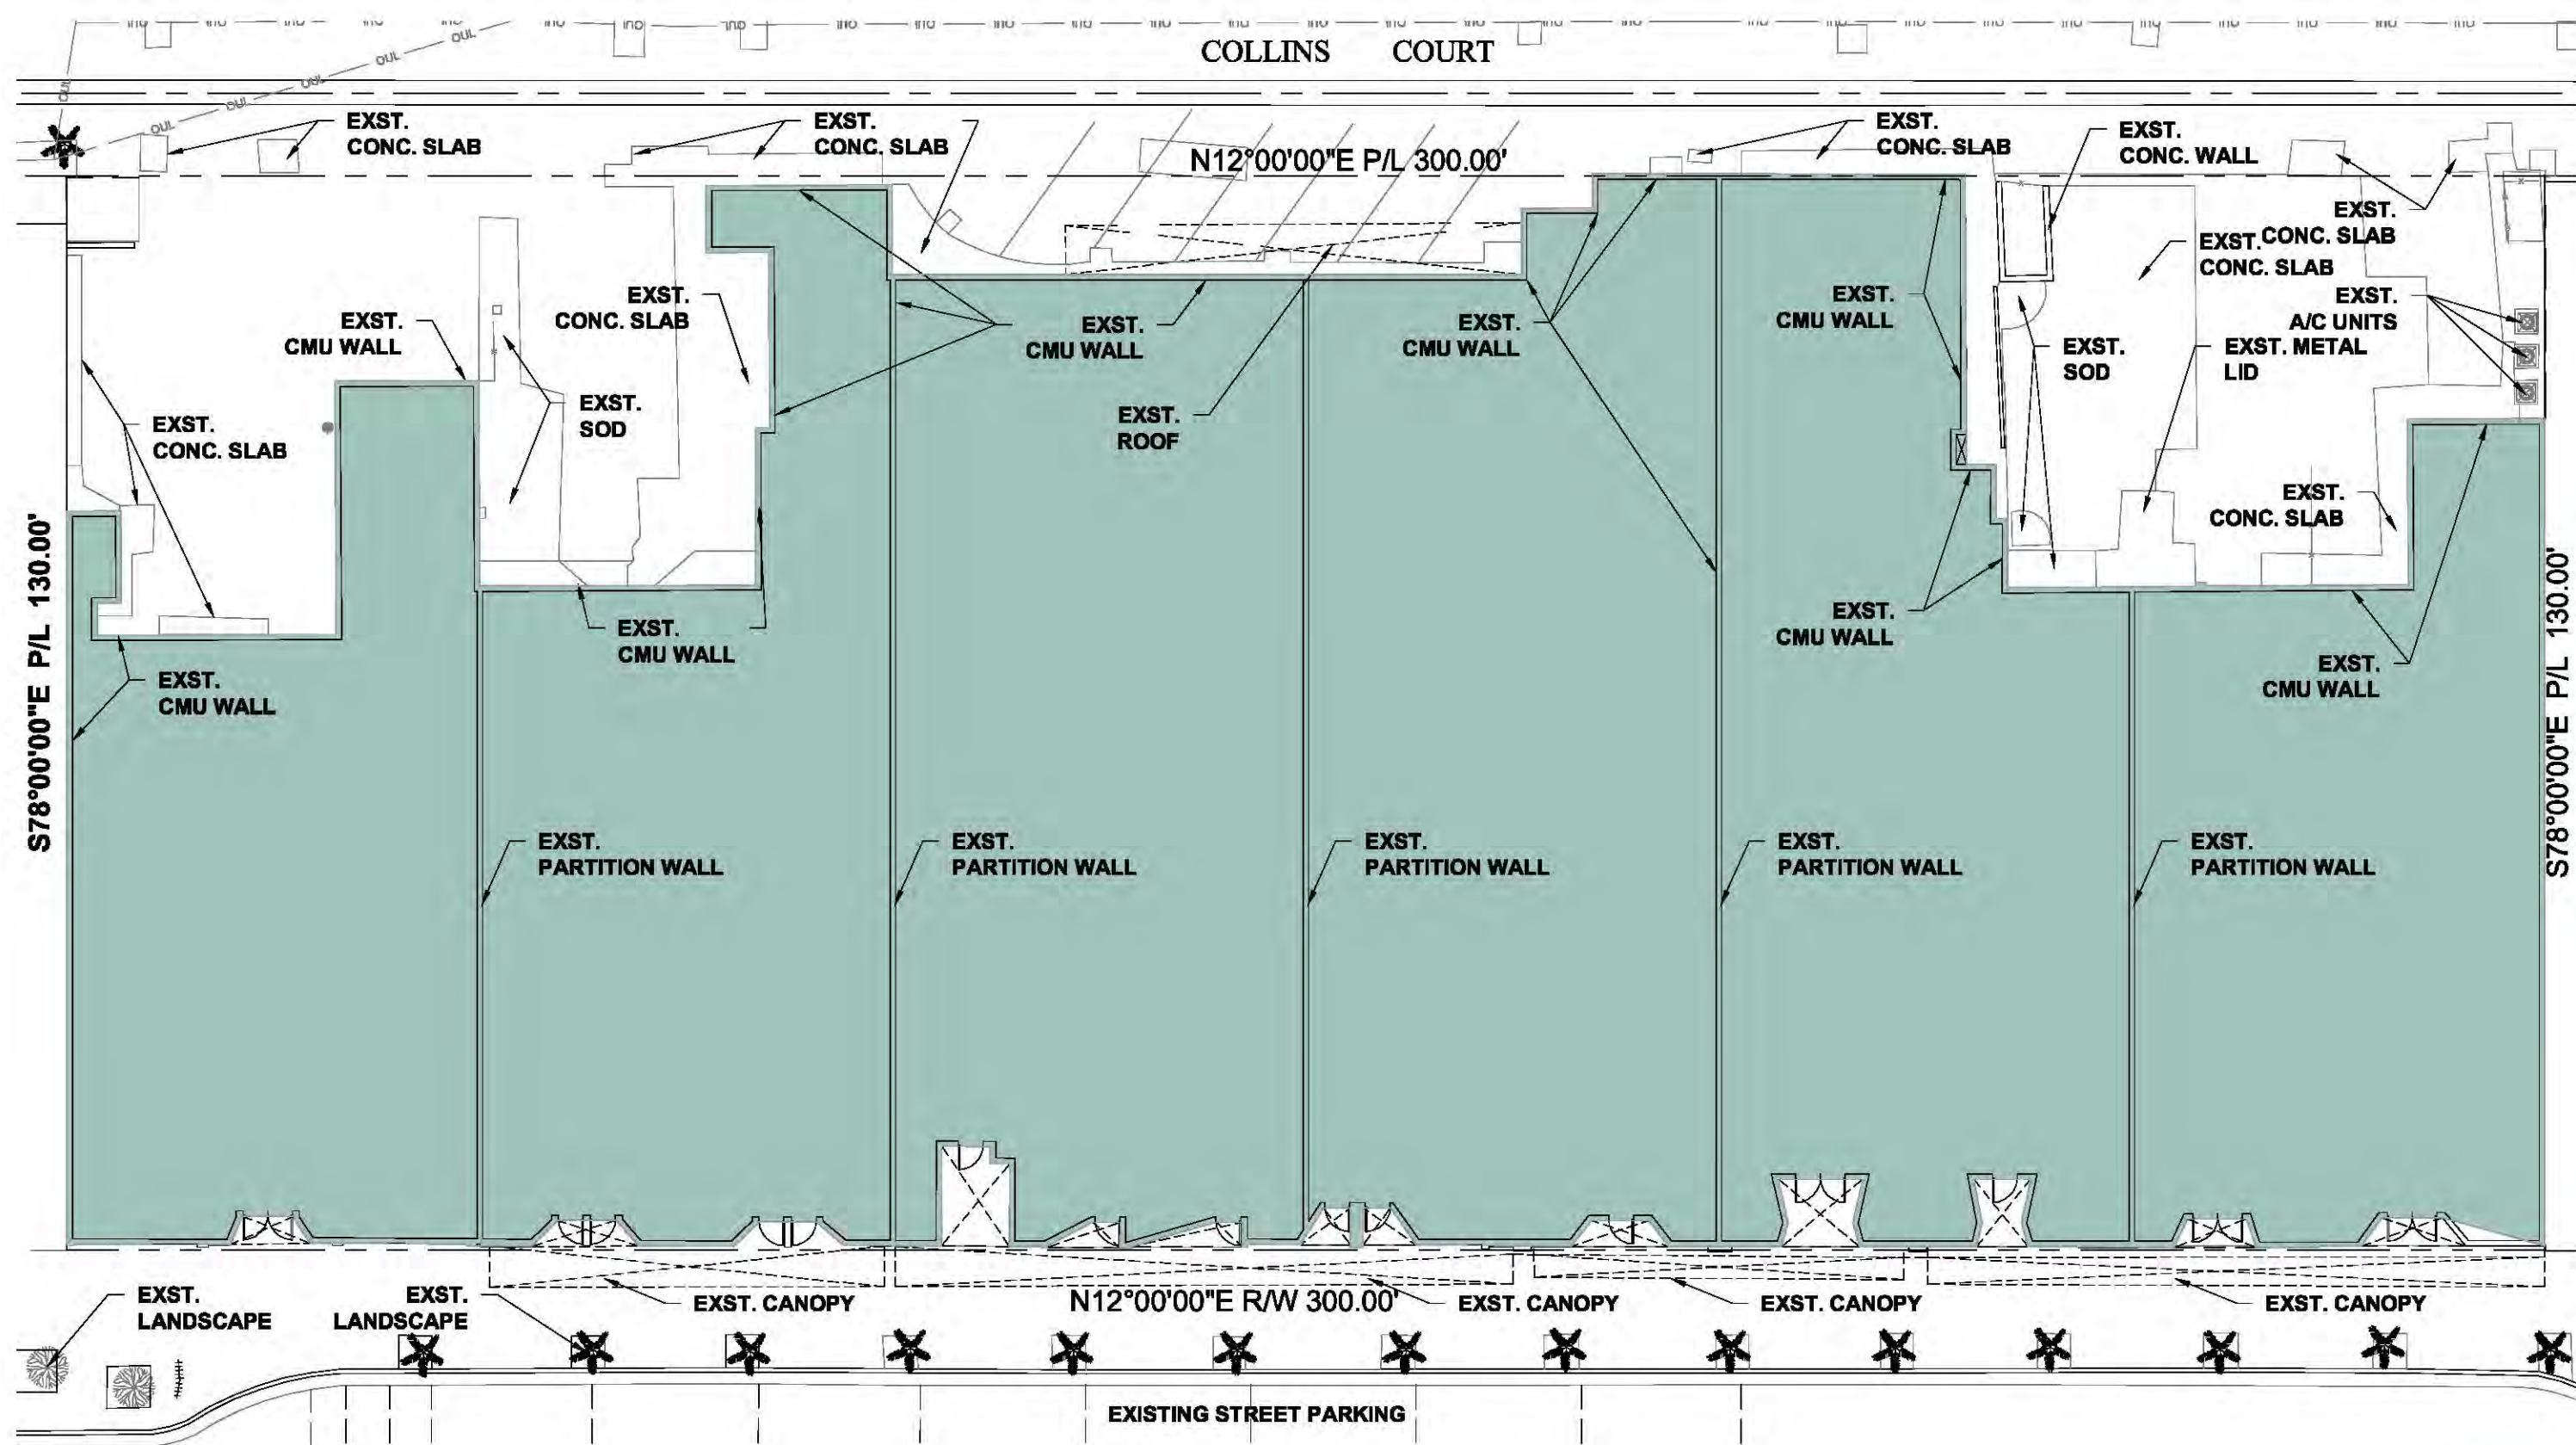 COLLINS COURT
OUL
OUL
OUL
OUL
OUL
OUL
EXST.
CONC. SLAB
EXST.
CONC. SLAB
N12°00'00"E P/L 300.00'
EXST.
CONC. SLAB
EXST.
CONC. WALL
EXST.
CONC. SLAB
EXST.
CONC. SLAB
EXST.
CMU WALL
EXST.
CONC. SLAB
EXST.
CMU WALL
EXST.
CMU WALL
EXST.
CMU WALL
EXST.
A/C UNITS
EXST.
SOD
EXST. METAL
LID
EXST.
CONC. SLAB
EXST.
SOD
EXST.
ROOF
EXST.
CONC. SLAB
S78°00'00"E P/L 130.00'
EXST.
CMU WALL
EXST.
CMU WALL
EXST.
CMU WALL
EXST.
CMU WALL
S78°00'00"E P/L 130.00'
EXST.
PARTITION WALL
EXST.
PARTITION WALL
EXST.
PARTITION WALL
EXST.
PARTITION WALL
EXST.
PARTITION WALL
EXST.
LANDSCAPE
EXST.
LANDSCAPE
EXST. CANOPY
N12°00'00"E R/W 300.00'
EXST. CANOPY
EXST. CANOPY
EXST. CANOPY
EXISTING STREET PARKING